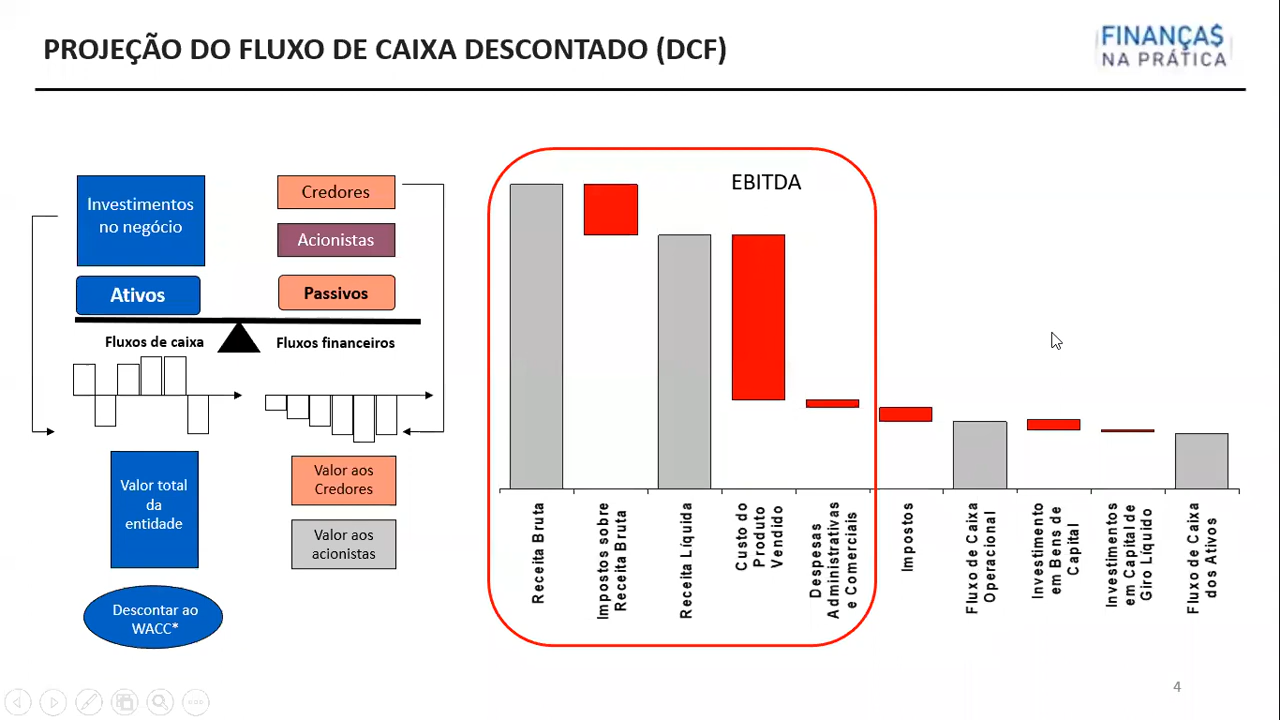 PROJEÇÃO DO FLUXO DE CAIXA DESCONTADO (DCF)
FINANÇA$
NA PRÁTICA
Investimentos
no negócio
Credores
Acionistas
Ativos
Passivos
Fluxos de caixa
Fluxos financeiros
Valor total
da
entidade
Valor aos
Credores
Valor aos
acionistas
Descontar ao
WACC*
EBITDA
Receita Bruta
Impostos sobre
Receita Bruta
Receita Líquida
Custo do
Produto
Vendido
Despesas
Administrativas
e Comerciais
Impostos
Fluxo de Caixa
Operacional
Investimento
em Bens de
Capital
Investimentos
em Capital de
Giro Líquido
Fluxo de Caixa
dos Ativos
4